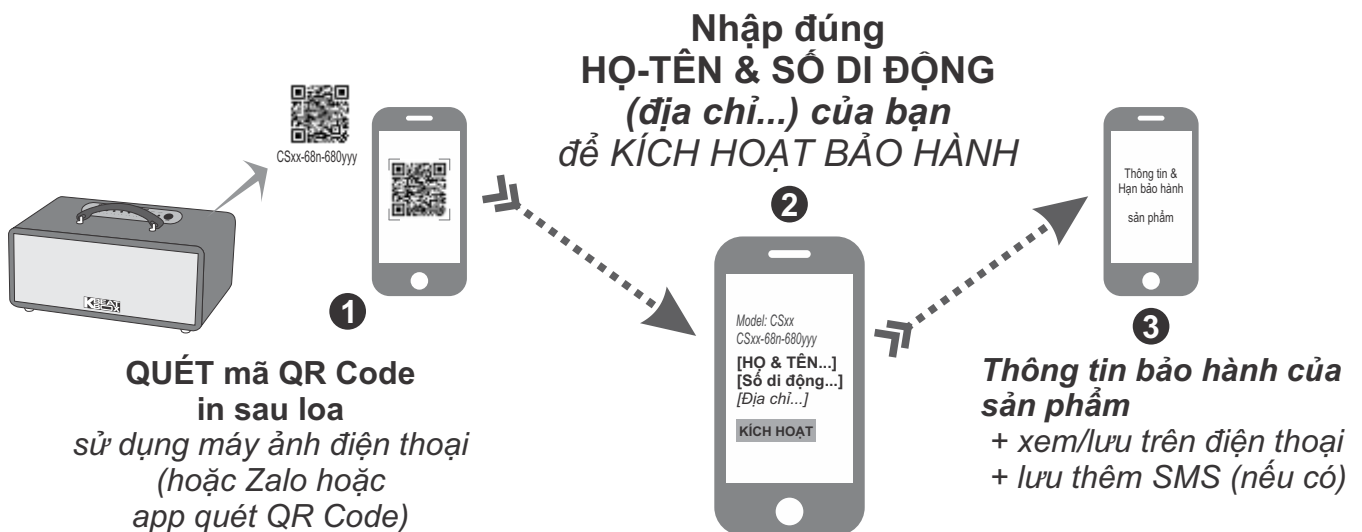 CSxx-68n-680yyy
KBEATBOX
1
QUÉT mã QR Code
in sau loa
sử dụng máy ảnh điện thoại
(hoặc Zalo hoặc
app quét QR Code)
Nhập đúng
HỌ-TÊN & SỐ DI ĐỘNG
(địa chỉ...) của bạn
để KÍCH HOẠT BẢO HÀNH
2
Model: CSxx
CSxx-68n-680yyy
[HỌ & TÊN...]
[Số di động...]
[Địa chỉ...]
KÍCH HOẠT
Thông tin &
Hạn bảo hành
sản phẩm
3
Thông tin bảo hành của
sản phẩm
+ xem/lưu trên điện thoại
+ lưu thêm SMS (nếu có)